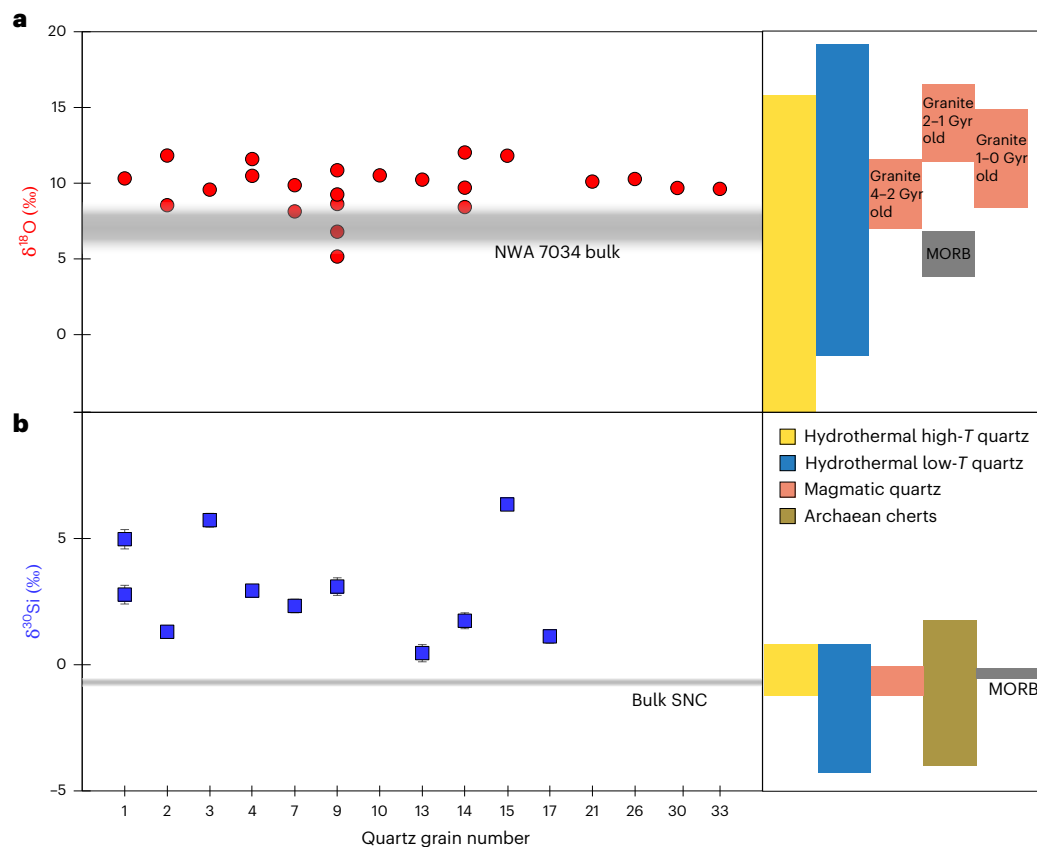 a
20
15
10
5
0
δ18O (‰)
NWA 7034 bulk
Granite
4–2 Gyr
old
Granite
2–1 Gyr
old
Granite
1–0 Gyr
old
MORB
b
5
0
–5
δ30Si (‰)
Bulk SNC
Hydrothermal high-T quartz
Hydrothermal low-T quartz
Magmatic quartz
Archaean cherts
MORB
1 2 3 4 7 9 10 13 14 15 17 21 26 30 33
Quartz grain number